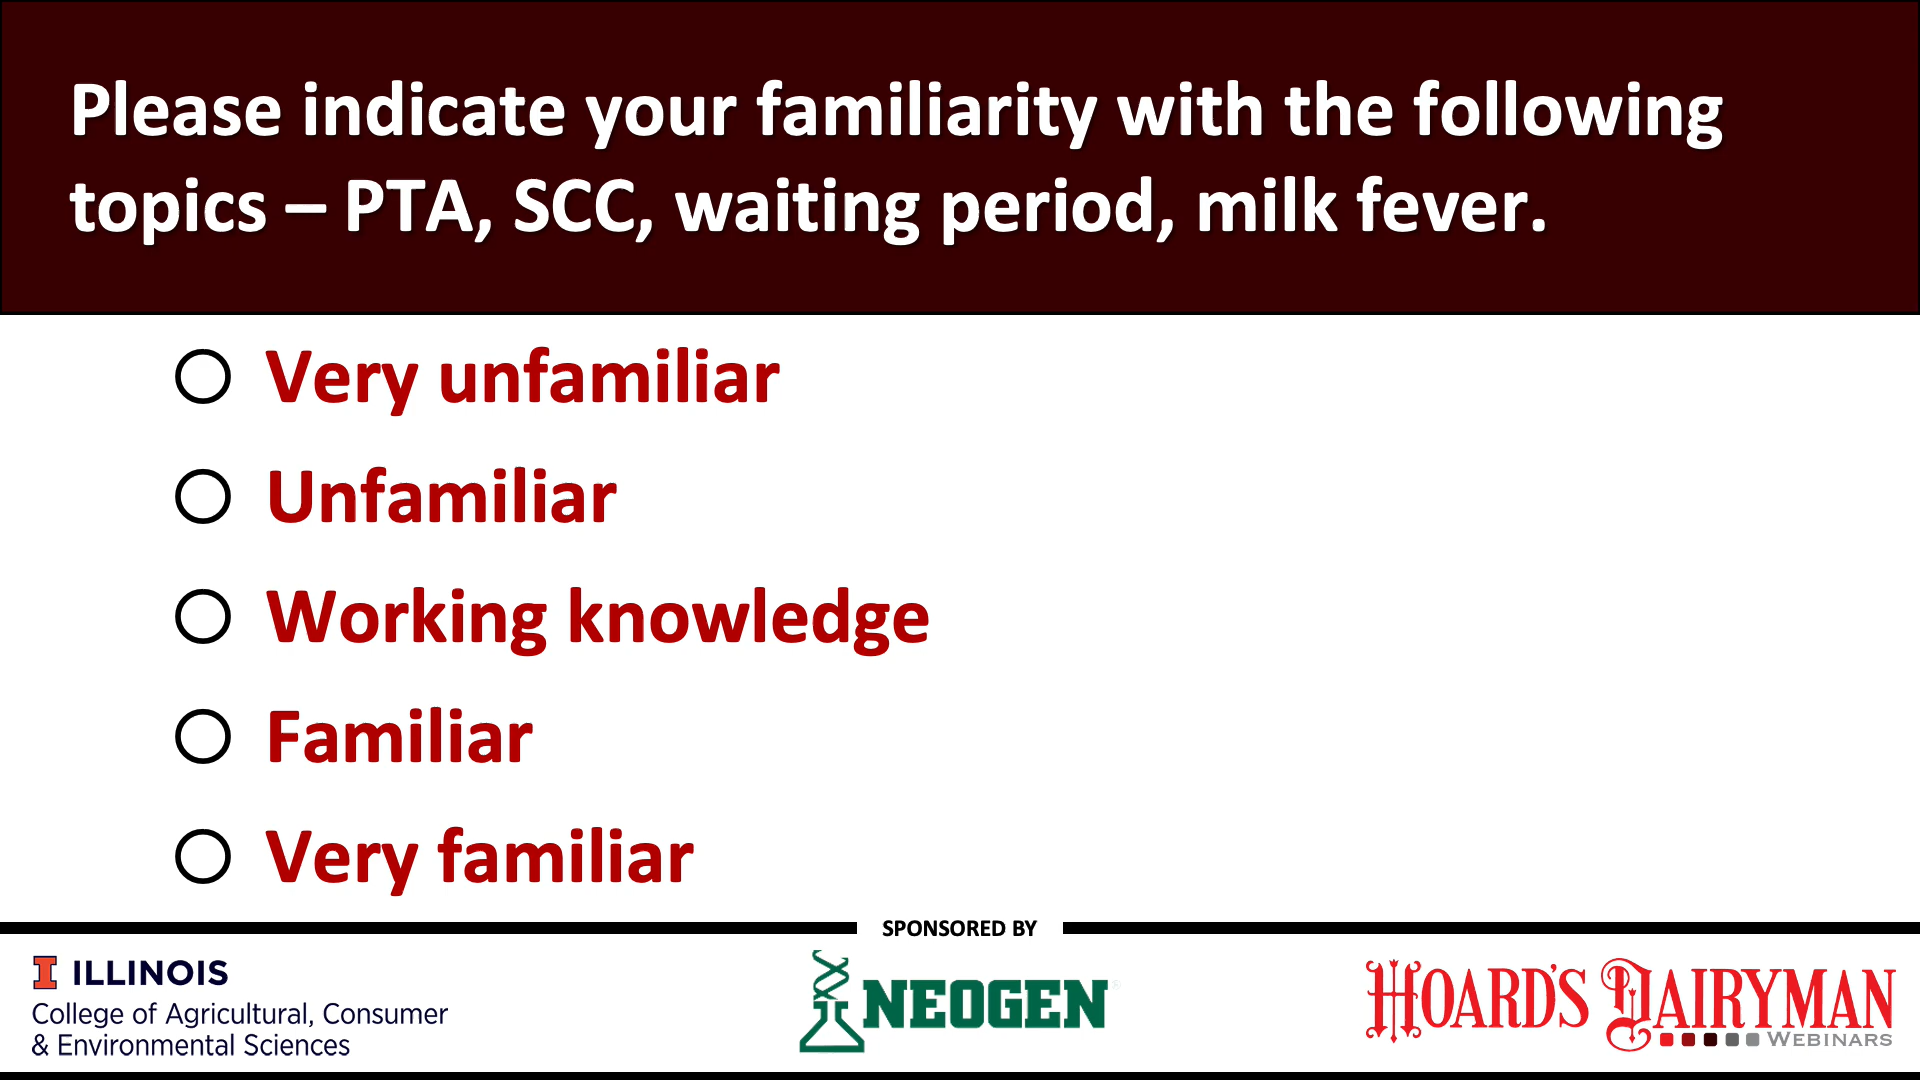 Please indicate your familiarity with the following
topics – PTA, SCC, waiting period, milk fever.
Very unfamiliar
Unfamiliar
Working knowledge
Familiar
Very familiar
SPONSORED BY
I ILLINOIS
College of Agricultural, Consumer
& Environmental Sciences
NEOGEN
HOARD'S DAIRYMAN
WEBINARS